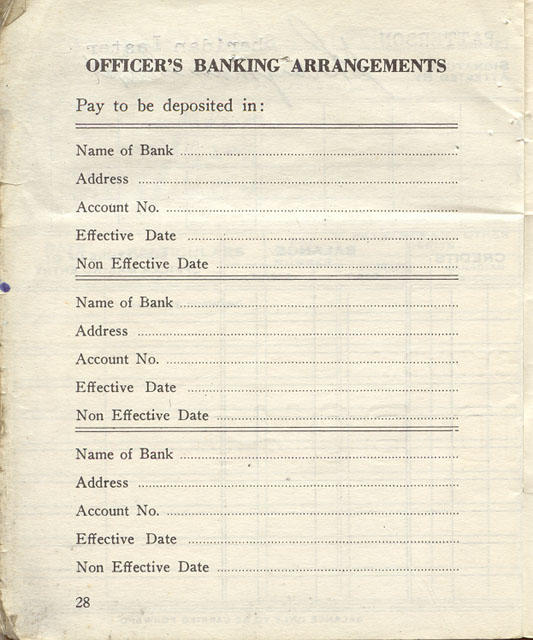 OFFICER'S BANKING ARRANGEMENTS
Pay to be deposited in:
Name of Bank
Address
Account No.
Effective Date
Non Effective Date
Name of Bank
Address
Account No.
Effective Date
Non Effective Date
Name of Bank
Address
Account No.
Effective Date
Non Effective Date
28